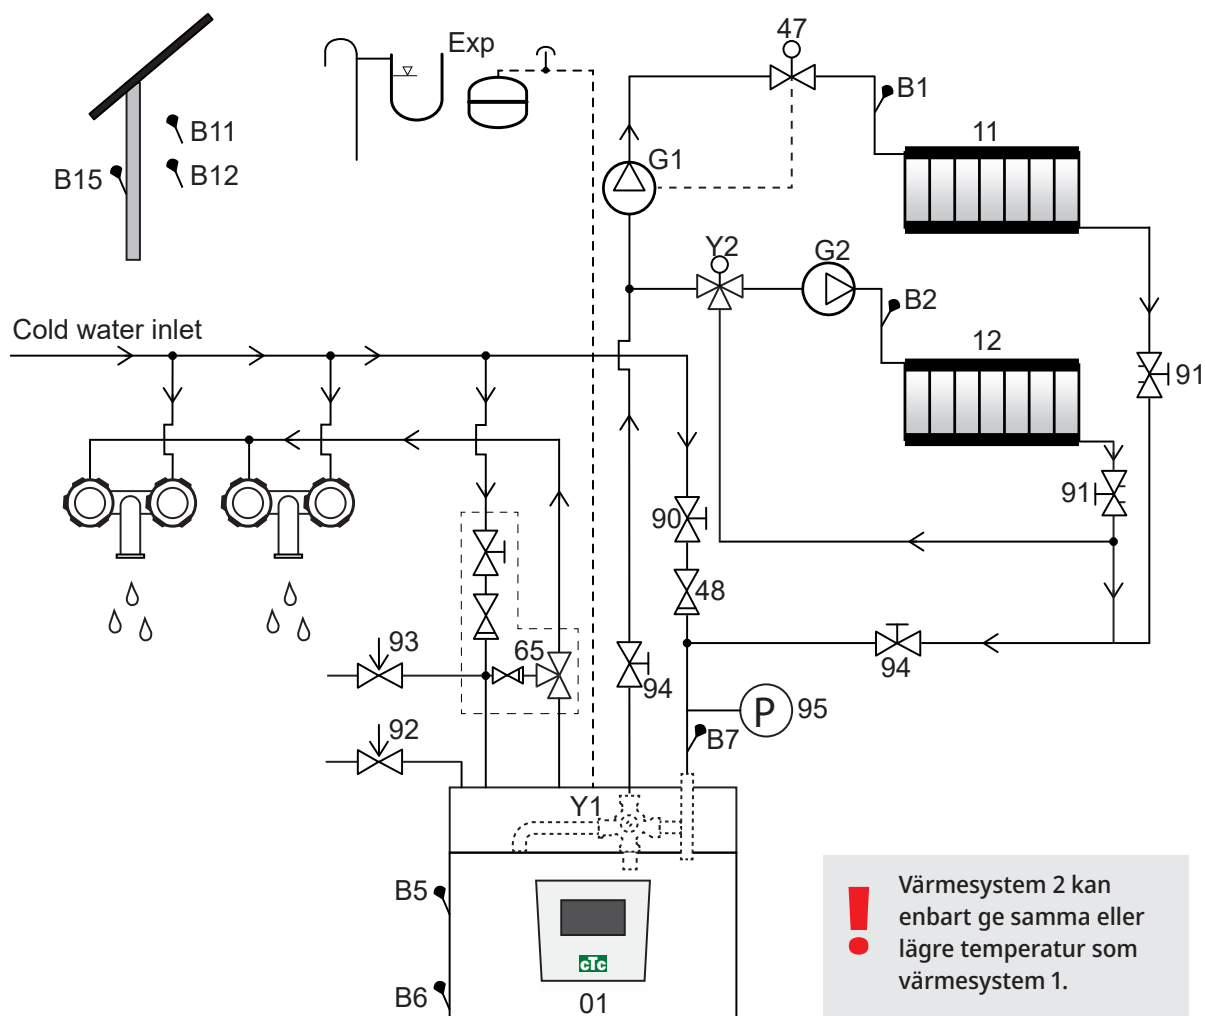 47
Exp
B1
B11
11
G1
B12
B15
Y2
G2
B2
Cold water inlet
12
91
91
90
48
93
65
94
94
P
95
92
B7
Y1
B5
cTc
B6
01
! Värmesystem 2 kan
enbart ge samma eller
lägre temperatur som
värmesystem 1.